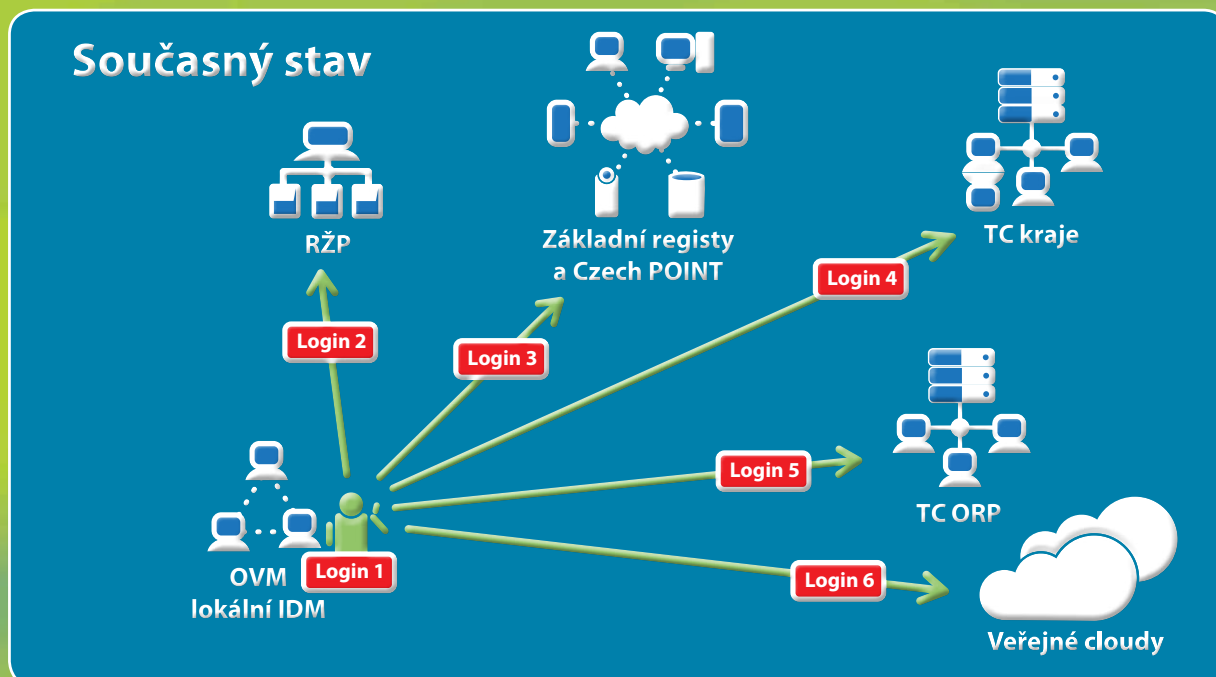 Současný stav
RŽP
Základní registy
a Czech POINT
TC kraje
Login 4
Login 2
Login 3
Login 5
TC ORP
Login 1
OVM
lokální IDM
Login 6
Veřejné cloudy